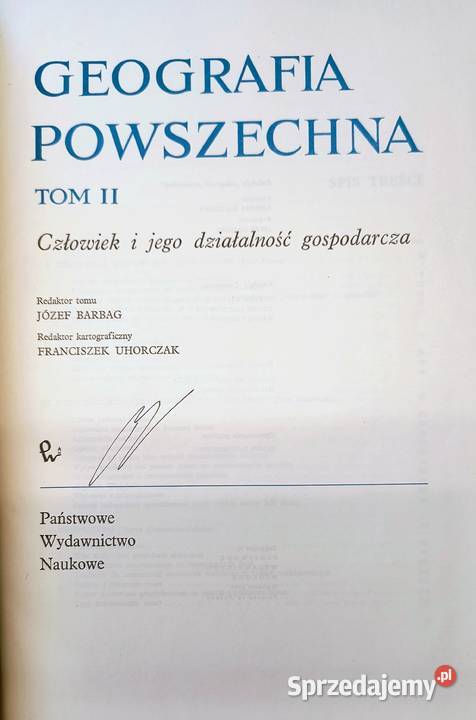 GEOGRAFIA
POWSZECHNA
TOM II
Człowiek i jego działalność gospodarcza
Redaktor tomu
JÓZEF BARBAG
Redaktor kartograficzny
FRANCISZEK UHORCZAK
Państwowe
Wydawnictwo
Naukowe
Sprzedajemy.pl